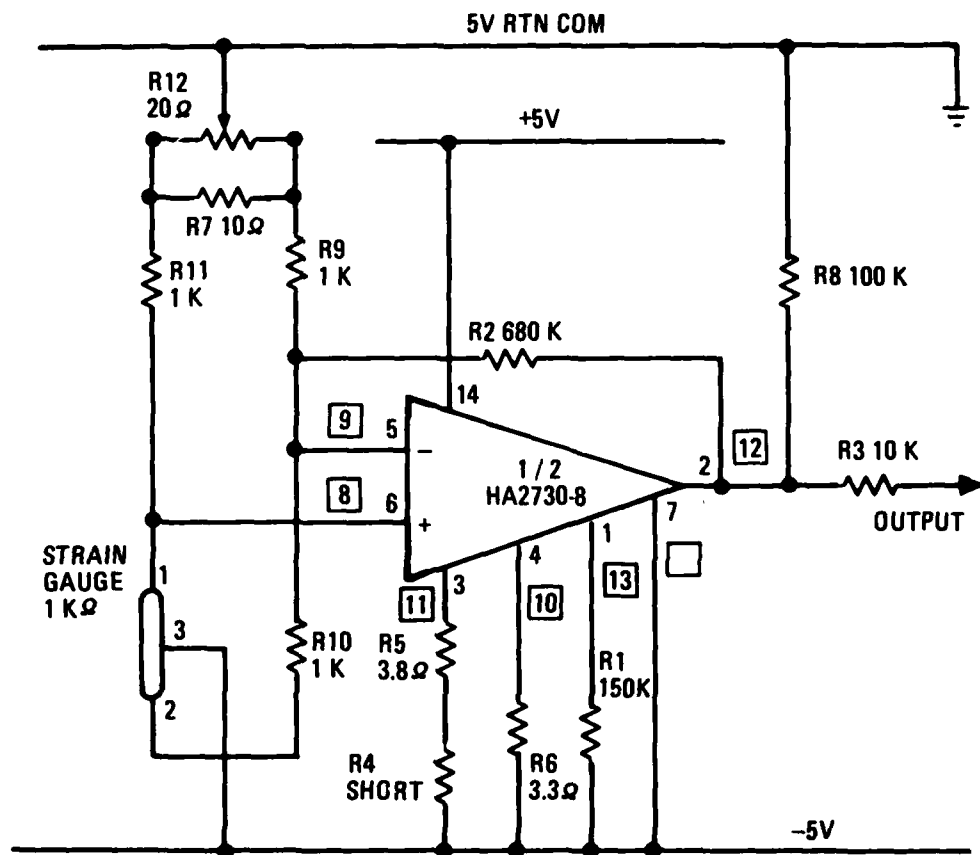 5V RTN COM
R12
20Ω
+5V
R7 10Ω
R9
1 K
R11
1 K
R8 100 K
R2 680 K
14
9
5
−
12
2
R3 10 K
1 / 2
HA2730-8
8
6
+
7
OUTPUT
1
4
STRAIN
GAUGE
1 KΩ
1
3
11
10
13
3
R5
3.8Ω
R10
1 K
R1
150K
2
R4
SHORT
R6
3.3Ω
−5V